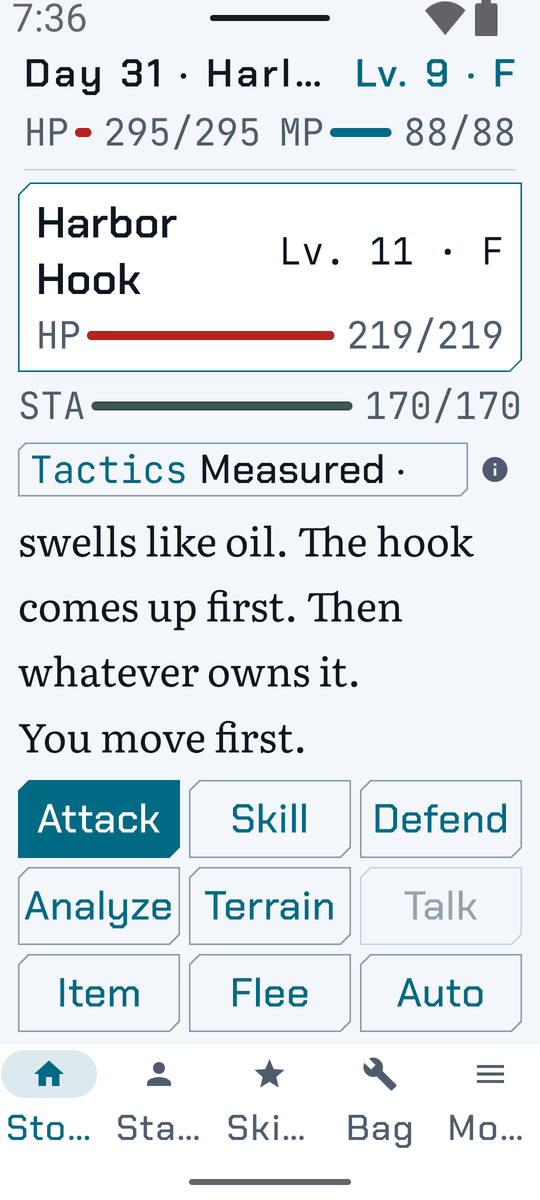 7:36
Day 31 · Harl… Lv. 9 · F
HP 295/295 MP 88/88
Harbor Hook Lv. 11 · F
HP 219/219
STA 170/170
Tactics Measured ·
swells like oil. The hook
comes up first. Then
whatever owns it.
You move first.
Attack Skill Defend
Analyze Terrain Talk
Item Flee Auto
Sto… Sta… Ski… Bag Mo…